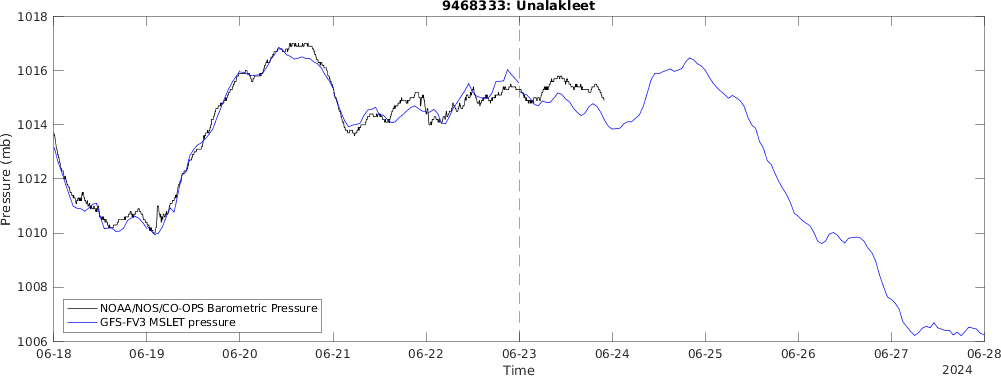 9468333: Unalakleet
1018
1016
1014
1012
1010
1008
1006
Pressure (mb)
NOAA/NOS/CO-OPS Barometric Pressure
GFS-FV3 MSLET pressure
06-18 06-19 06-20 06-21 06-22 06-23 06-24 06-25 06-26 06-27 06-28
Time
2024